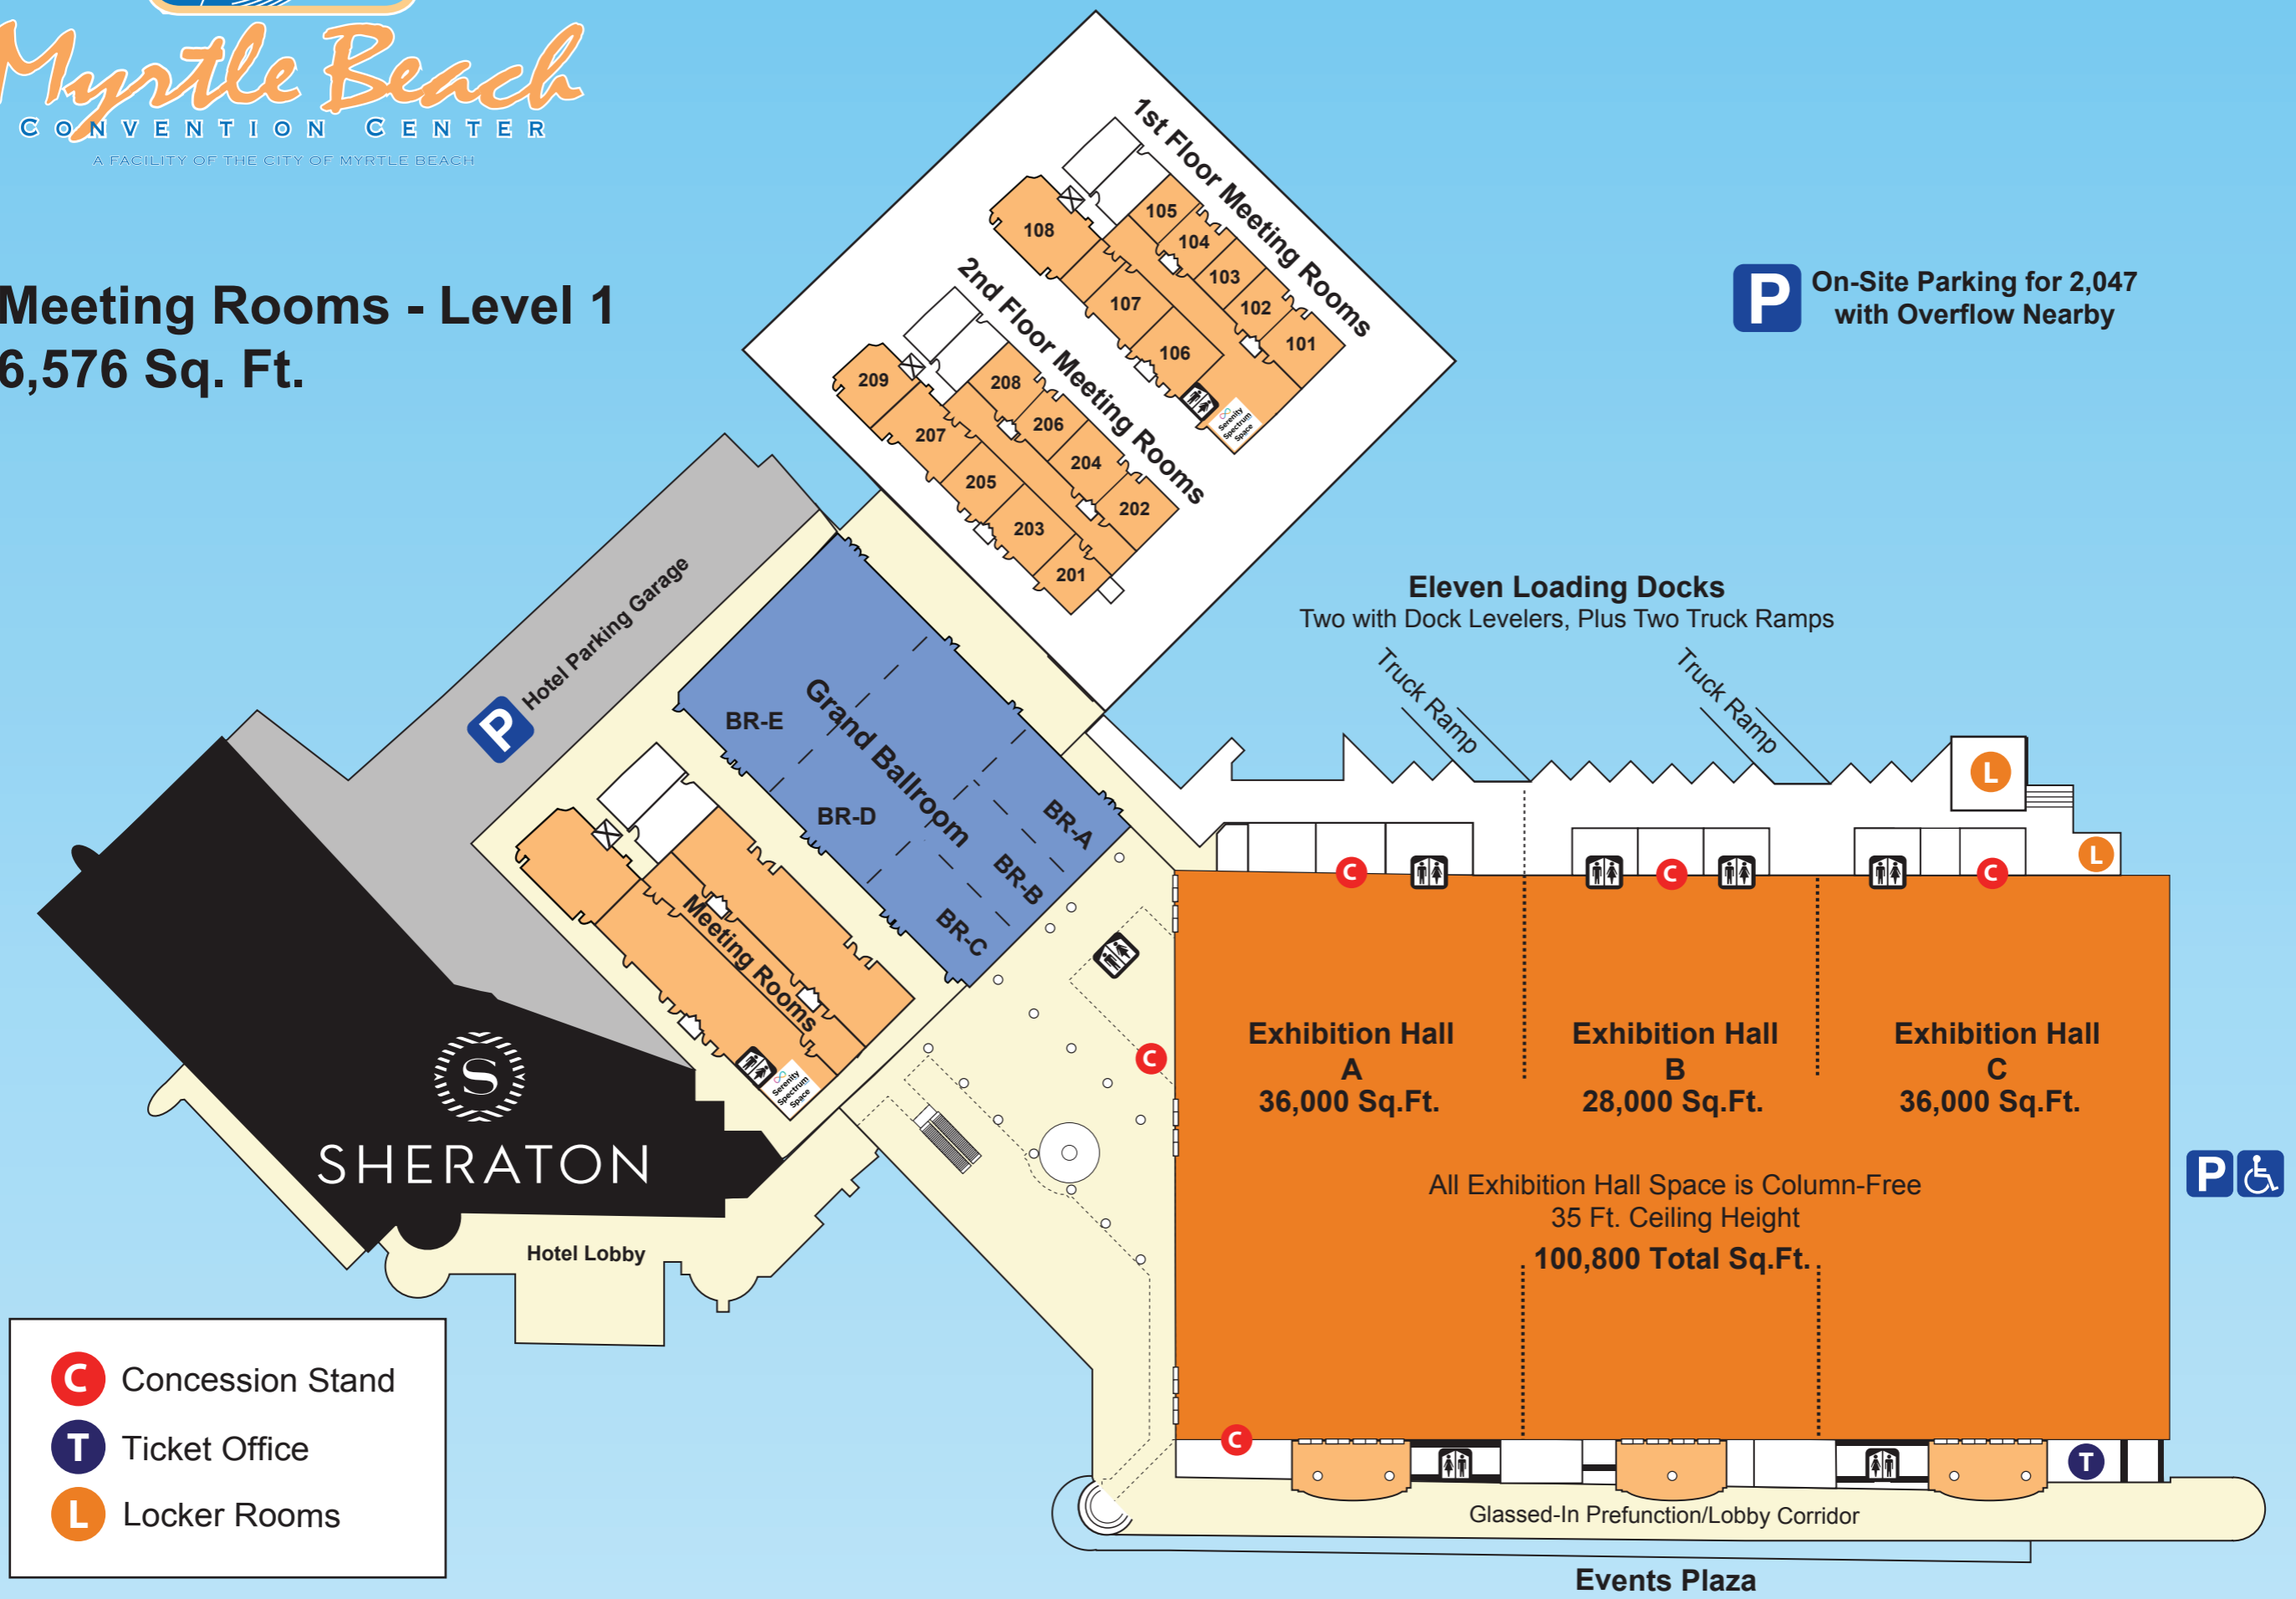 Myrtle Beach
CONVENTION CENTER
A FACILITY OF THE CITY OF MYRTLE BEACH
Meeting Rooms - Level 1
6,576 Sq. Ft.
1st Floor Meeting Rooms
105
104
103
102
101
108
107
106
Serenity
Spectrum
Space
2nd Floor Meeting Rooms
209
208
207
206
205
204
203
202
201
P
On-Site Parking for 2,047
with Overflow Nearby
Eleven Loading Docks
Two with Dock Levelers, Plus Two Truck Ramps
Truck Ramp
Truck Ramp
P
Hotel Parking Garage
Grand Ballroom
BR-E
BR-D
BR-A
BR-B
BR-C
Meeting Rooms
Serenity
Spectrum
Space
S
SHERATON
Hotel Lobby
L
L
C
C
C
C
C
Exhibition Hall
A
36,000 Sq.Ft.
Exhibition Hall
B
28,000 Sq.Ft.
Exhibition Hall
C
36,000 Sq.Ft.
All Exhibition Hall Space is Column-Free
35 Ft. Ceiling Height
100,800 Total Sq.Ft.
P
T
Glassed-In Prefunction/Lobby Corridor
Events Plaza
C Concession Stand
T Ticket Office
L Locker Rooms